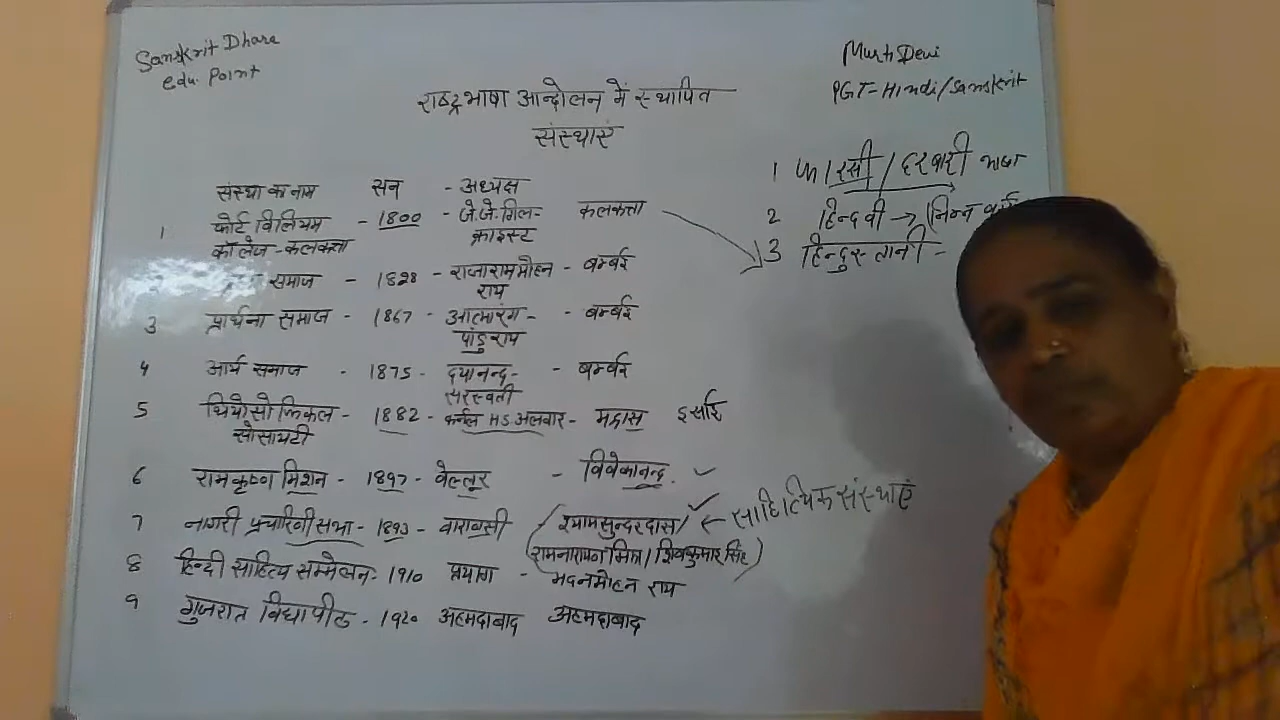 Sanskrit Dhara
edu. Point
Murti Devi
PGT-Hindi/Sanskrit
राष्ट्रभाषा आन्दोलन में स्थापित
संस्थाएं
संस्था का नाम सन - अध्यक्ष
1 फोर्ट विलियम - 1800 - जे.जे.गिल- कलकत्ता
कॉलेज - कलकत्ता क्राइस्ट
समाज - 1828 - राजा राममोहन - बम्बई
राय
3 प्रार्थना समाज - 1867 - आत्मारंग - - बम्बई
पांडुराय
4 आर्य समाज - 1875 - दयानन्द - - बम्बई
सरस्वती
5 थियोसोफिकल - 1882 - कर्नल HS अलवार - मद्रास
सोसायटी
6 रामकृष्ण मिशन - 1897 - वेल्लूर - विवेकानन्द
7 नागरी प्रचारिणी सभा - 1893 - वाराणसी (श्यामसुन्दरदास/ ← साहित्यिक संस्थाएं
रामनारायण मिश्र/शिवकुमार सिंह)
8 हिन्दी साहित्य सम्मेलन - 1910 प्रयाग - मदनमोहन राय
9 गुजरात विद्यापीठ - 1920 अहमदाबाद अहमदाबाद
1 फारसी / दरबारी भाषा
2 हिन्दवी → निम्न
3 हिन्दुस्तानी -